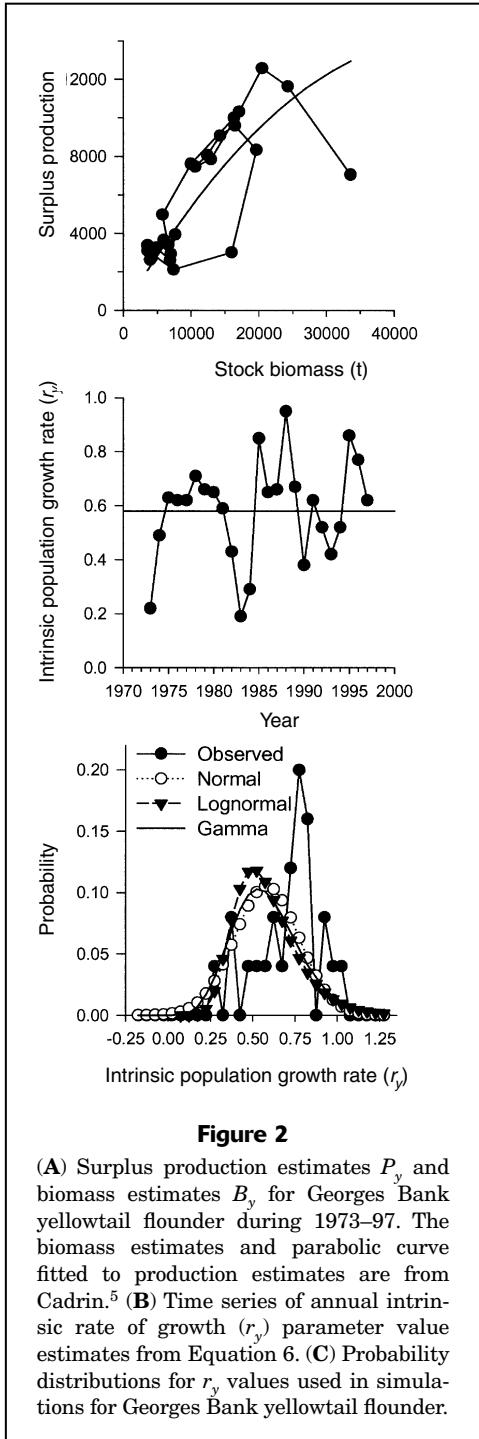 Surplus production
12000
8000
4000
0
0 10000 20000 30000 40000
Stock biomass (t)
Intrinsic population growth rate (ry)
1.0
0.8
0.6
0.4
0.2
0.0
1970 1975 1980 1985 1990 1995 2000
Year
Observed
Normal
Lognormal
Gamma
Probability
0.20
0.15
0.10
0.05
0.00
-0.25 0.00 0.25 0.50 0.75 1.00 1.25
Intrinsic population growth rate (ry)
Figure 2
(A) Surplus production estimates Py and
biomass estimates By for Georges Bank
yellowtail flounder during 1973–97. The
biomass estimates and parabolic curve
fitted to production estimates are from
Cadrin.5 (B) Time series of annual intrin-
sic rate of growth (ry) parameter value
estimates from Equation 6. (C) Probability
distributions for ry values used in simula-
tions for Georges Bank yellowtail flounder.